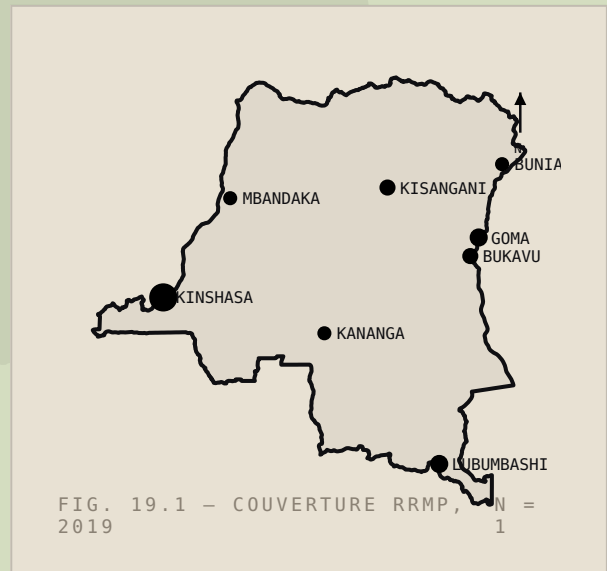 N
BUNIA
KISANGANI
MBANDAKA
GOMA
BUKAVU
KINSHASA
KANANGA
LUBUMBASHI
FIG. 19.1 — COUVERTURE RRMP, 2019
N = 1